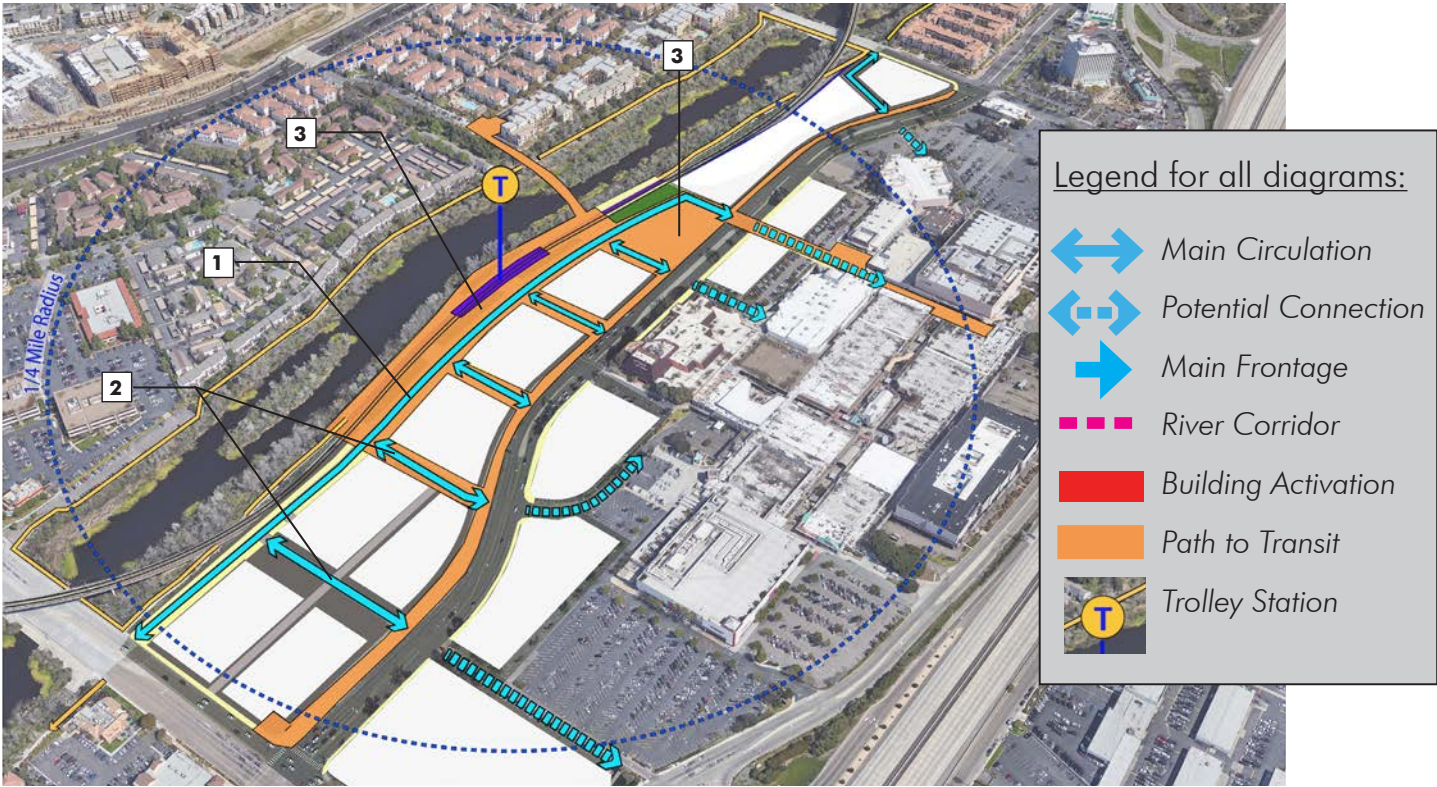 3
3
T
1
1/4 Mile Radius
2
Legend for all diagrams:
Main Circulation
Potential Connection
Main Frontage
River Corridor
Building Activation
Path to Transit
Trolley Station
T